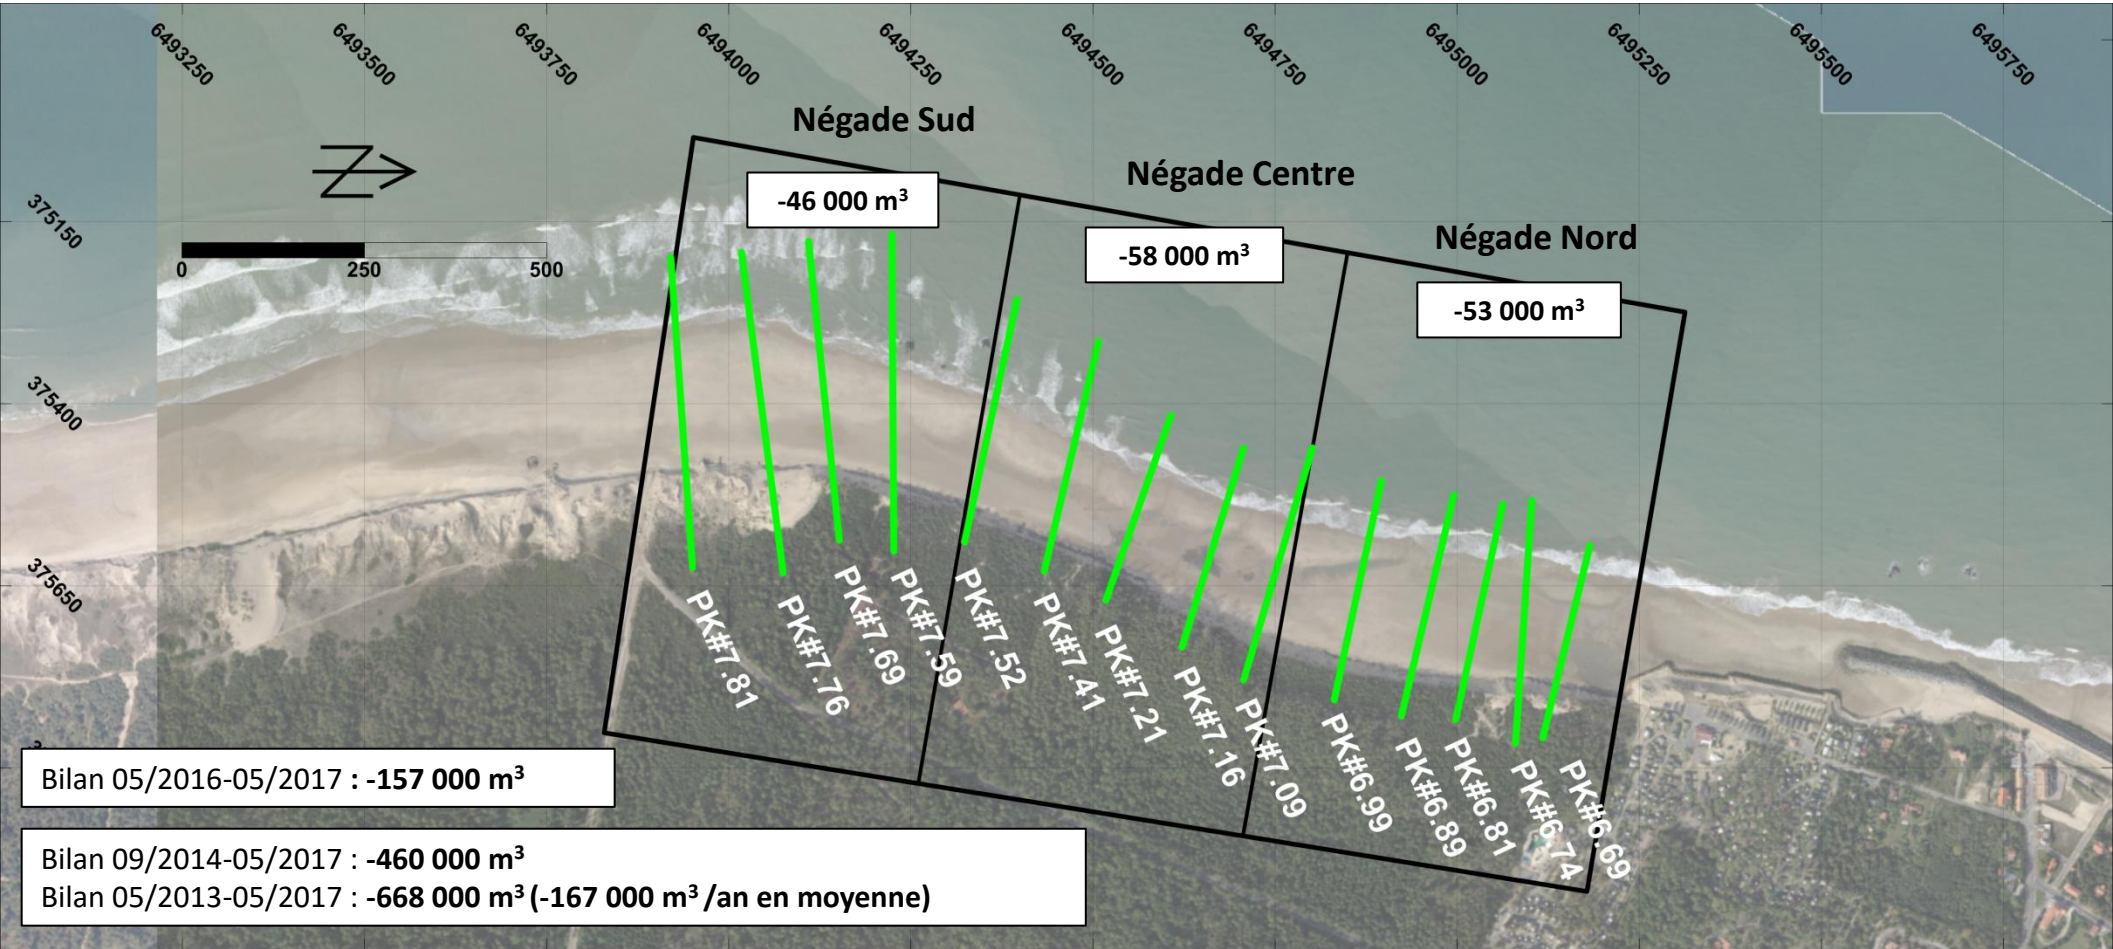 6493250
6493500
6493750
6494000
6494250
6494500
6494750
6495000
6495250
6495500
6495750
Négade Sud
Négade Centre
Négade Nord
-46 000 m³
-58 000 m³
-53 000 m³
N
0 250 500
375150
375400
375650
PK#7.81
PK#7.76
PK#7.69
PK#7.59
PK#7.52
PK#7.41
PK#7.21
PK#7.16
PK#7.09
PK#6.99
PK#6.89
PK#6.81
PK#6.74
PK#6.69
Bilan 05/2016-05/2017 : -157 000 m³
Bilan 09/2014-05/2017 : -460 000 m³
Bilan 05/2013-05/2017 : -668 000 m³ (-167 000 m³ /an en moyenne)